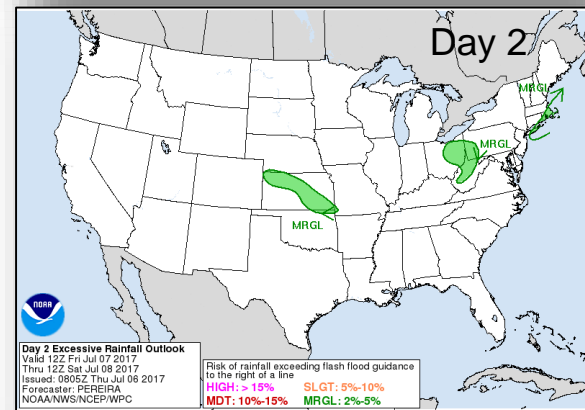 Day 2
MRGL
MRGL
MRGL
NOAA
Day 2 Excessive Rainfall Outlook
Valid 12Z Fri Jul 07 2017
Thru 12Z Sat Jul 08 2017
Issued: 0805Z Thu Jul 06 2017
Forecaster: PEREIRA
NOAA/NWS/NCEP/WPC
Risk of rainfall exceeding flash flood guidance
to the right of a line
HIGH: > 15% SLGT: 5%-10%
MDT: 10%-15% MRGL: 2%-5%